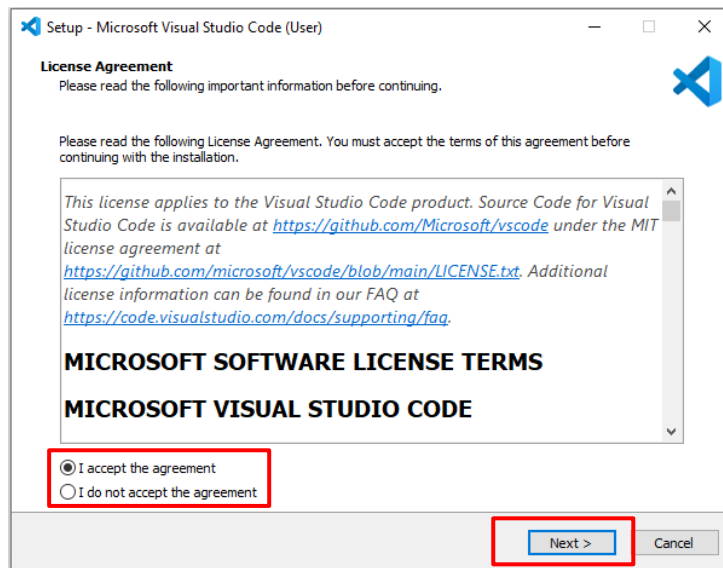 Setup - Microsoft Visual Studio Code (User)
License Agreement
Please read the following important information before continuing.
Please read the following License Agreement. You must accept the terms of this agreement before
continuing with the installation.
This license applies to the Visual Studio Code product. Source Code for Visual
Studio Code is available at https://github.com/Microsoft/vscode under the MIT
license agreement at
https://github.com/microsoft/vscode/blob/main/LICENSE.txt. Additional
license information can be found in our FAQ at
https://code.visualstudio.com/docs/supporting/faq.
MICROSOFT SOFTWARE LICENSE TERMS
MICROSOFT VISUAL STUDIO CODE
I accept the agreement
I do not accept the agreement
Next > Cancel